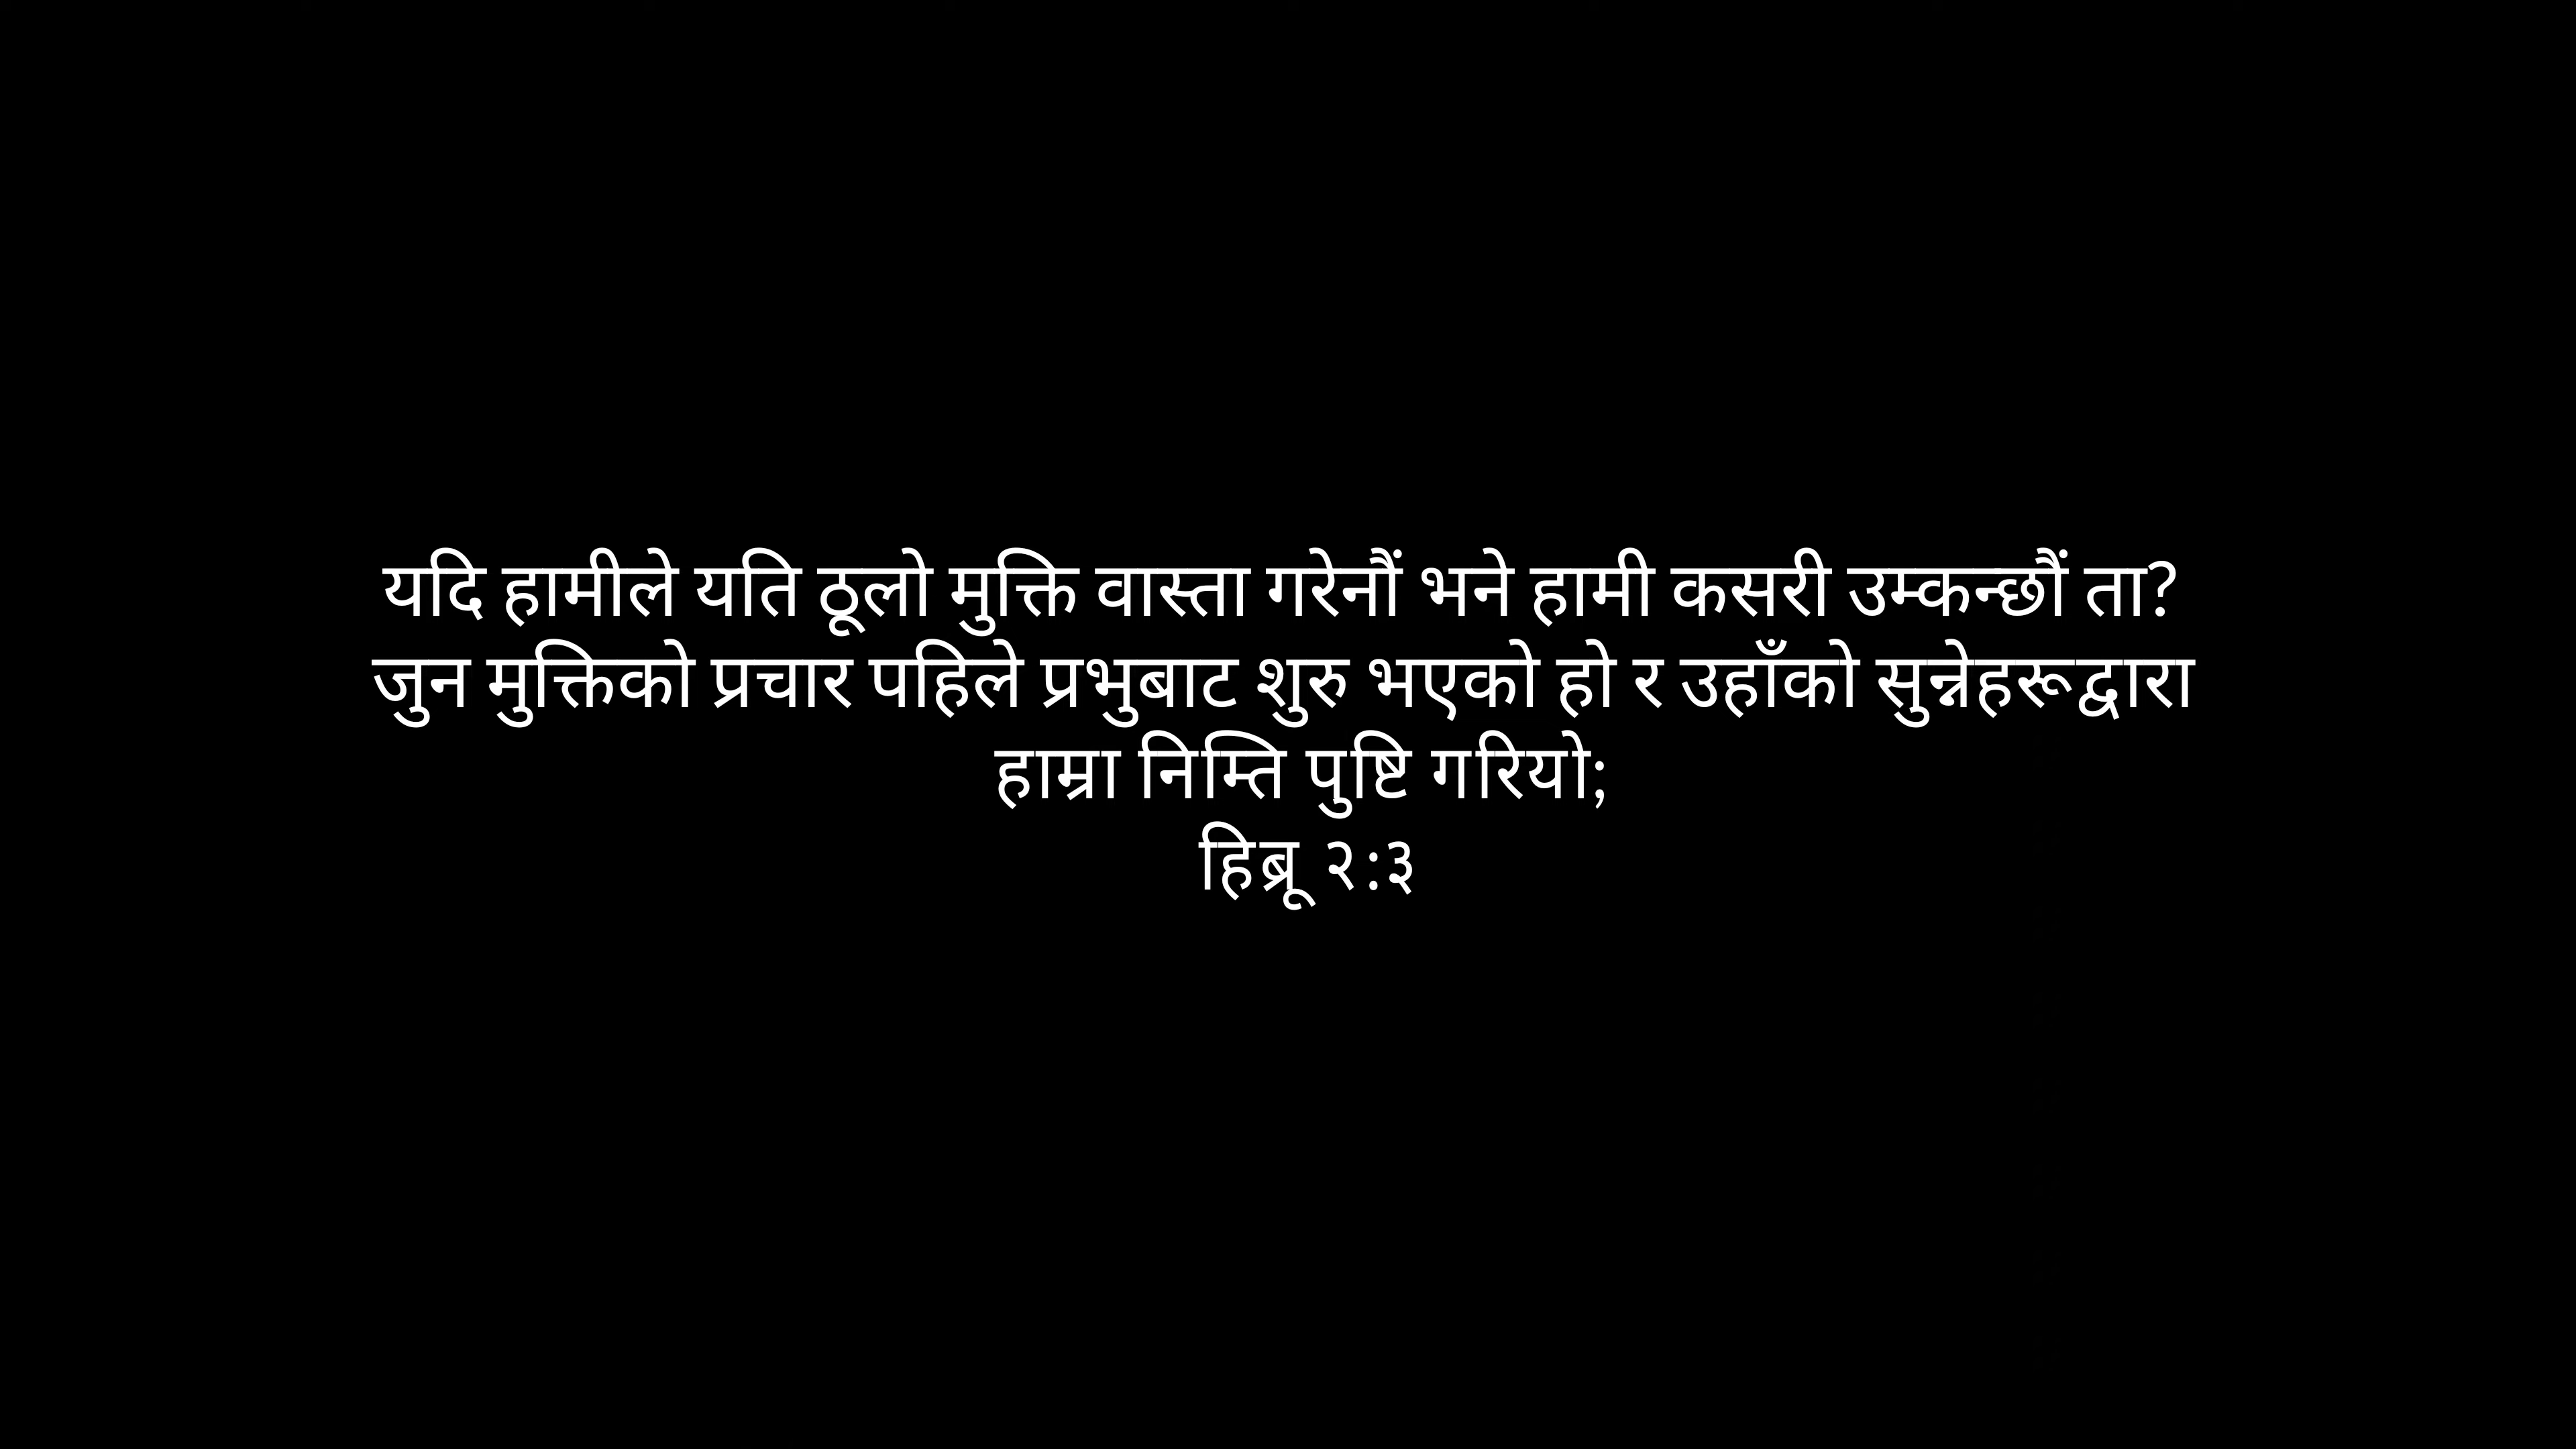 यदि हामीले यति ठूलो मुक्ति वास्ता गरेनौं भने हामी कसरी उम्कन्छौं ता?
जुन मुक्तिको प्रचार पहिले प्रभुबाट शुरु भएको हो र उहाँको सुन्नेहरूद्वारा
हाम्रा निम्ति पुष्टि गरियो;
हिब्रू २:३